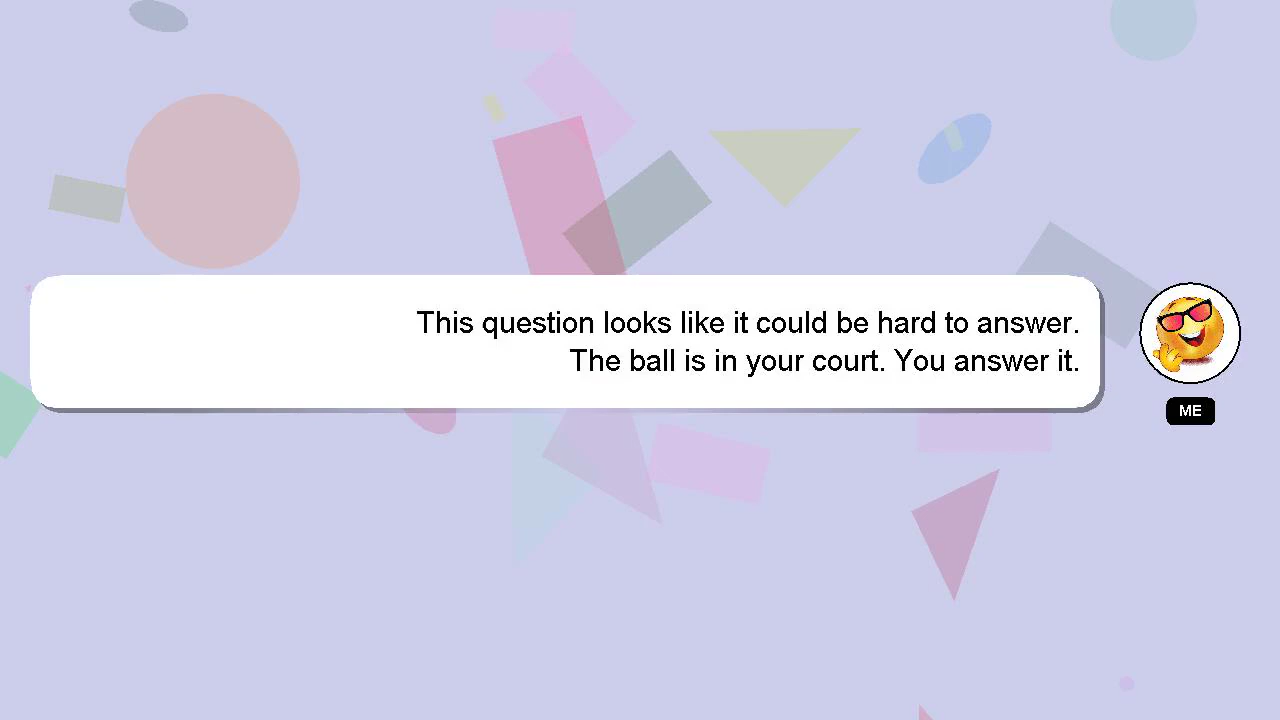 This question looks like it could be hard to answer.
The ball is in your court. You answer it.
ME